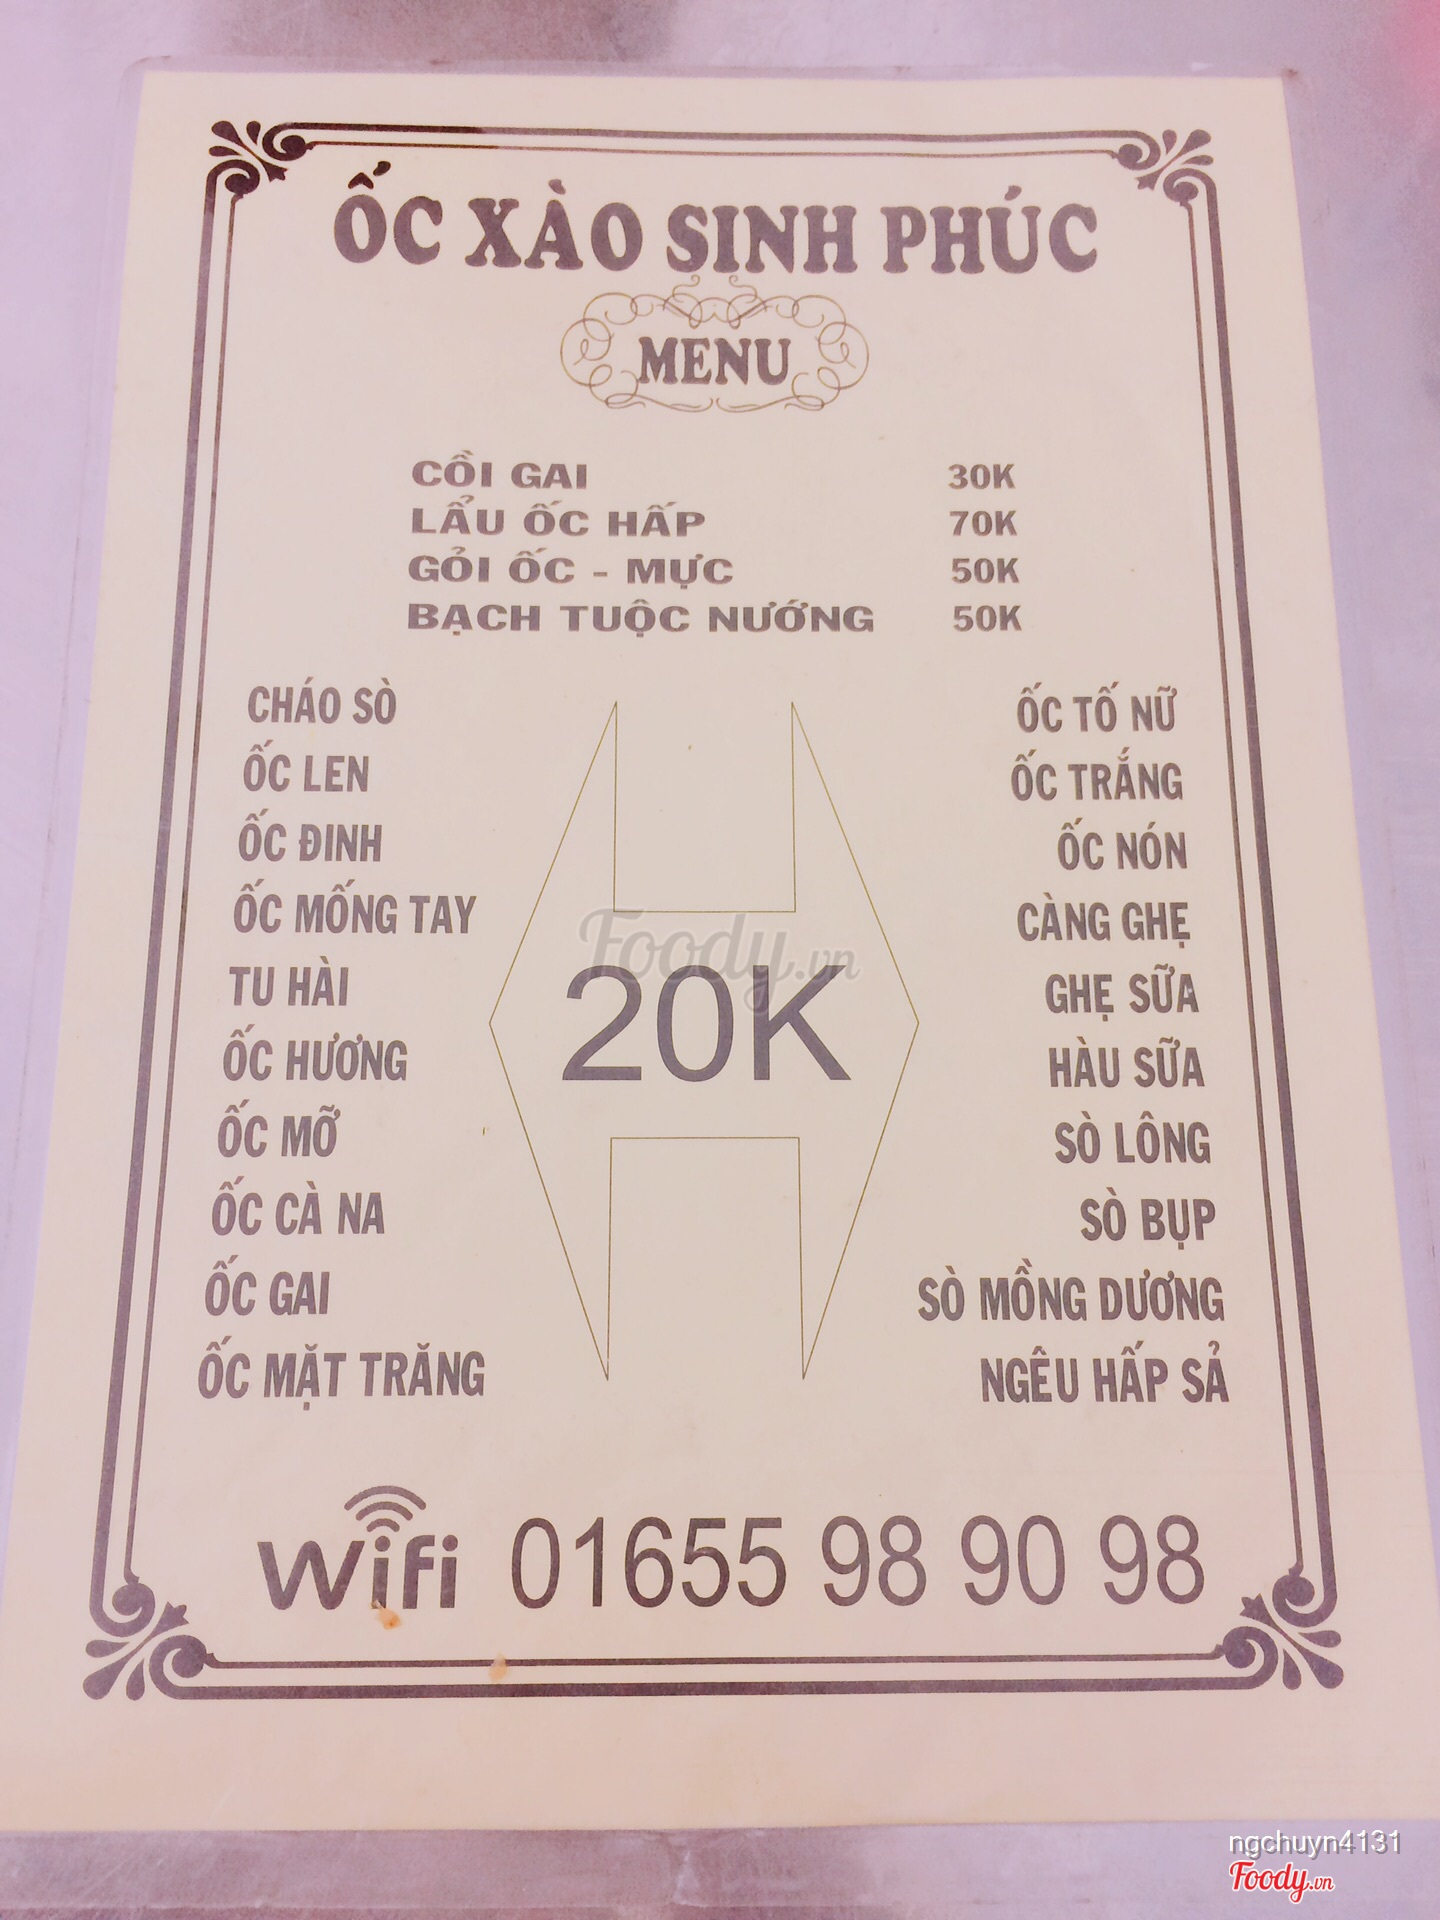 ỐC XÀO SINH PHÚC
MENU
CỒI GAI 30K
LẨU ỐC HẤP 70K
GỎI ỐC - MỰC 50K
BẠCH TUỘC NƯỚNG 50K
CHÁO SÒ
ỐC LEN
ỐC ĐINH
ỐC MỐNG TAY
TU HÀI
ỐC HƯƠNG
ỐC MỠ
ỐC CÀ NA
ỐC GAI
ỐC MẶT TRĂNG
Foody.vn
20K
ỐC TỐ NỮ
ỐC TRẮNG
ỐC NÓN
CÀNG GHẸ
GHẸ SỮA
HÀU SỮA
SÒ LÔNG
SÒ BỤP
SÒ MỒNG DƯƠNG
NGÊU HẤP SẢ
Wifi 01655 98 90 98
ngchuyn4131
Foody.vn